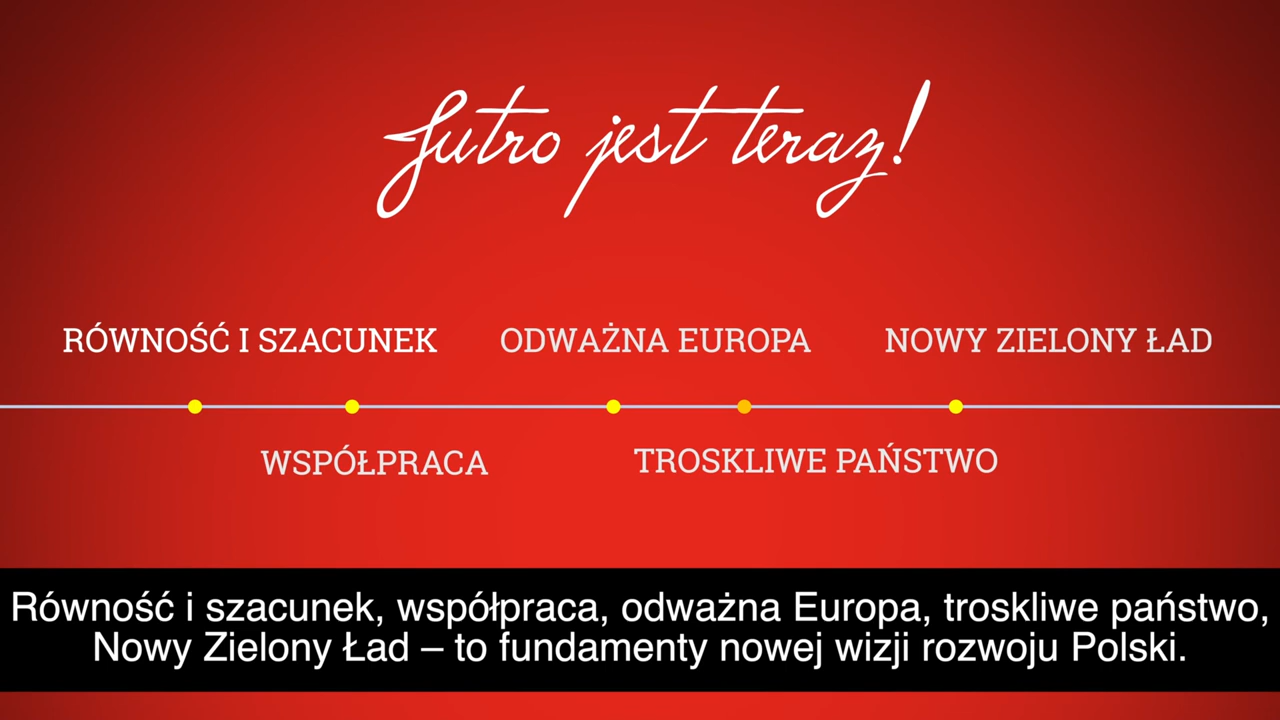 Jutro jest teraz!
RÓWNOŚĆ I SZACUNEK
ODWAŻNA EUROPA
NOWY ZIELONY ŁAD
WSPÓŁPRACA
TROSKLIWE PAŃSTWO
Równość i szacunek, współpraca, odważna Europa, troskliwe państwo,
Nowy Zielony Ład – to fundamenty nowej wizji rozwoju Polski.